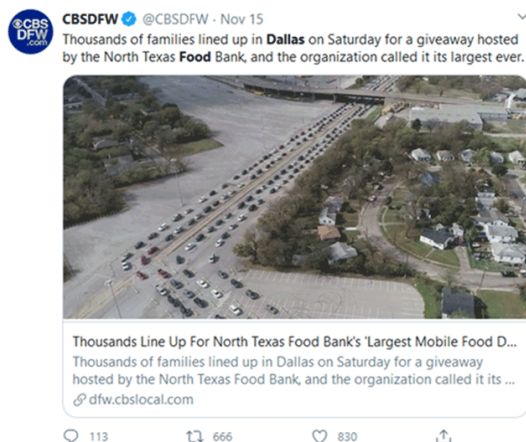 CBS
DFW
.com
CBSDFW @CBSDFW · Nov 15
Thousands of families lined up in Dallas on Saturday for a giveaway hosted
by the North Texas Food Bank, and the organization called it its largest ever.
Thousands Line Up For North Texas Food Bank's 'Largest Mobile Food D...
Thousands of families lined up in Dallas on Saturday for a giveaway
hosted by the North Texas Food Bank, and the organization called it its ...
dfw.cbslocal.com
113 666 830